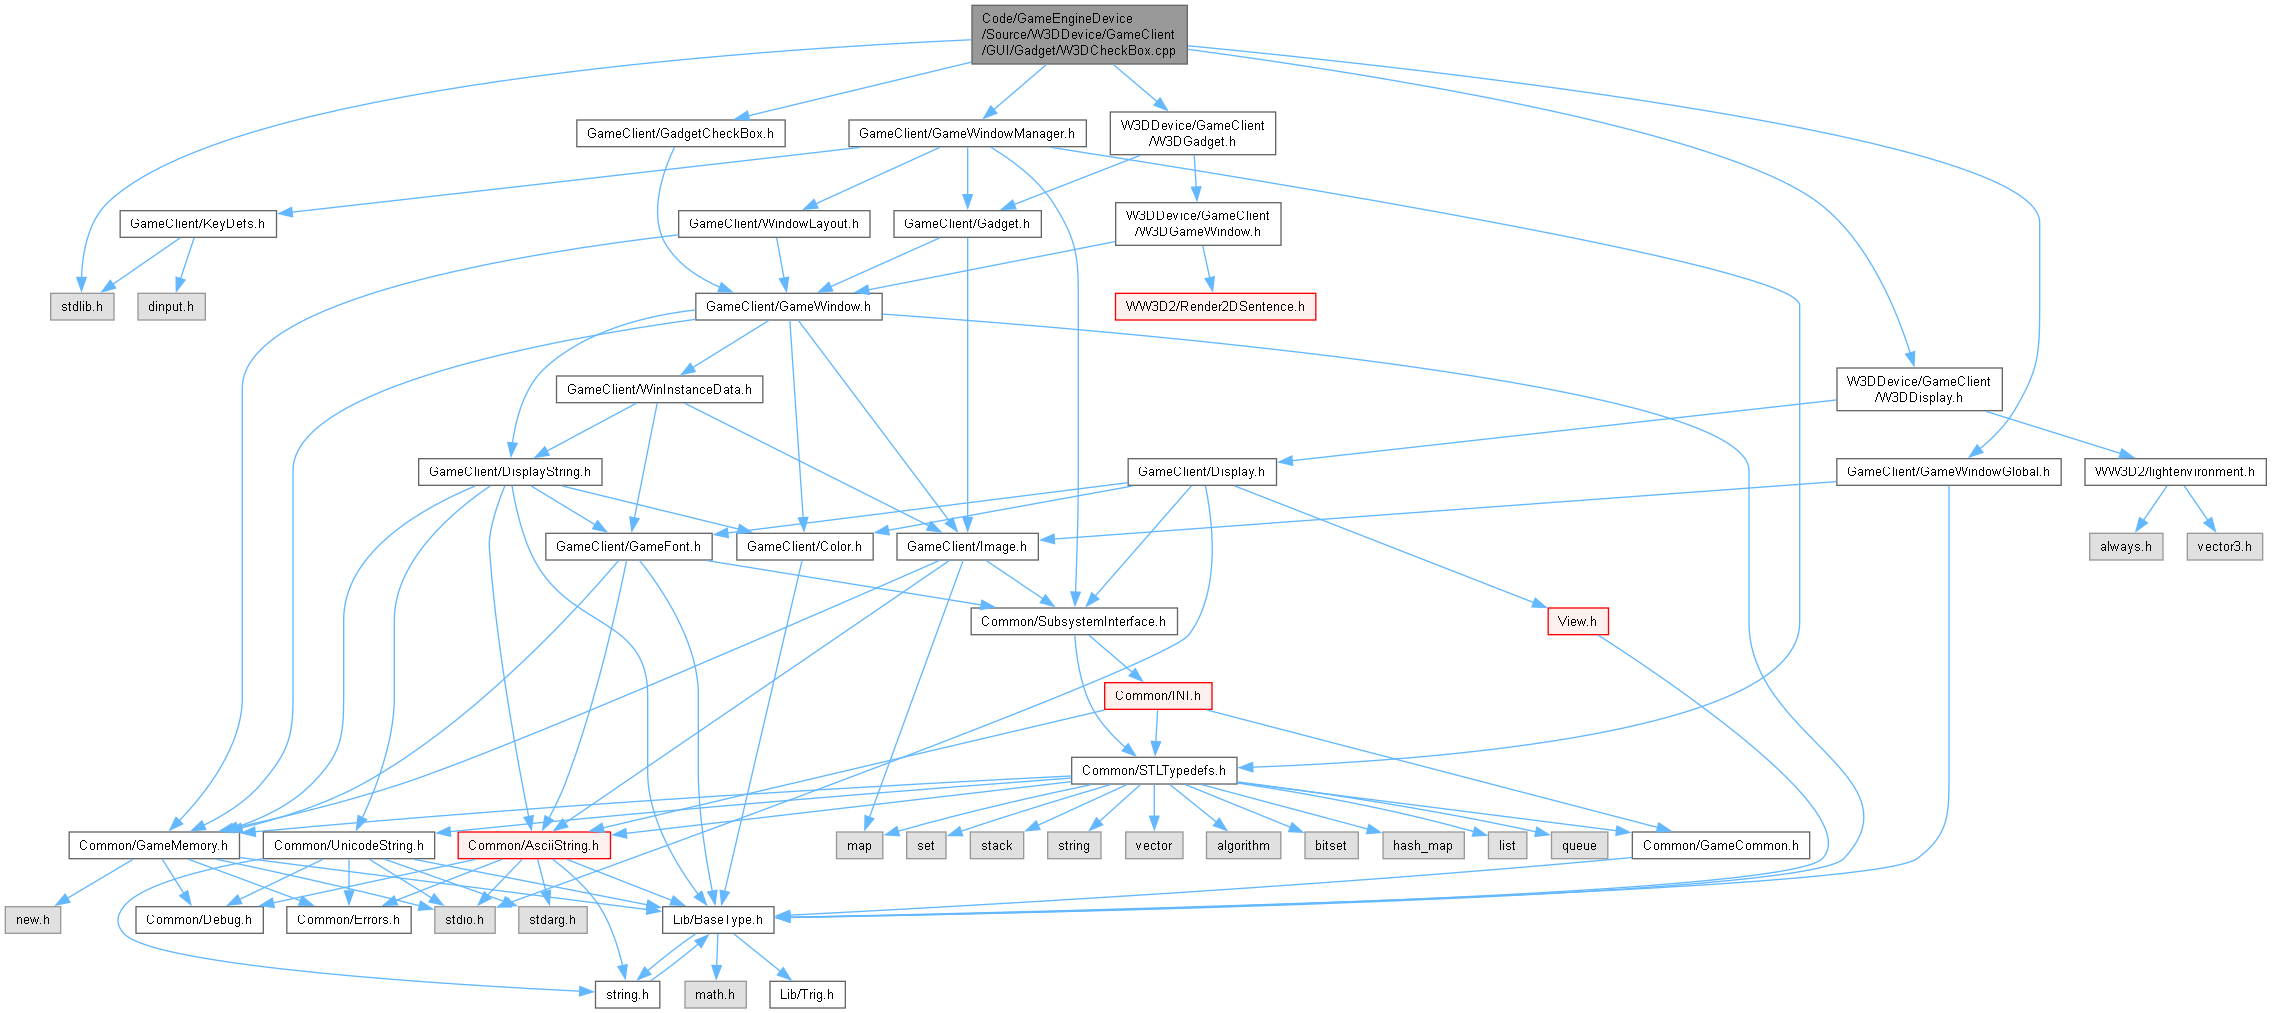 Code/GameEngineDevice
/Source/W3DDevice/GameClient
/GUI/Gadget/W3DCheckBox.cpp
GameClient/GadgetCheckBox.h
GameClient/GameWindowManager.h
W3DDevice/GameClient
/W3DGadget.h
GameClient/KeyDefs.h
GameClient/WindowLayout.h
GameClient/Gadget.h
W3DDevice/GameClient
/W3DGameWindow.h
stdlib.h
dinput.h
GameClient/GameWindow.h
WW3D2/Render2DSentence.h
GameClient/WinInstanceData.h
W3DDevice/GameClient
/W3DDisplay.h
GameClient/DisplayString.h
GameClient/Display.h
GameClient/GameWindowGlobal.h
WW3D2/lightenvironment.h
GameClient/GameFont.h
GameClient/Color.h
GameClient/Image.h
always.h
vector3.h
Common/SubsystemInterface.h
View.h
Common/INI.h
Common/STLTypedefs.h
Common/GameMemory.h
Common/UnicodeString.h
Common/AsciiString.h
map
set
stack
string
vector
algorithm
bitset
hash_map
list
queue
Common/GameCommon.h
new.h
Common/Debug.h
Common/Errors.h
stdio.h
stdarg.h
Lib/BaseType.h
string.h
math.h
Lib/Trig.h